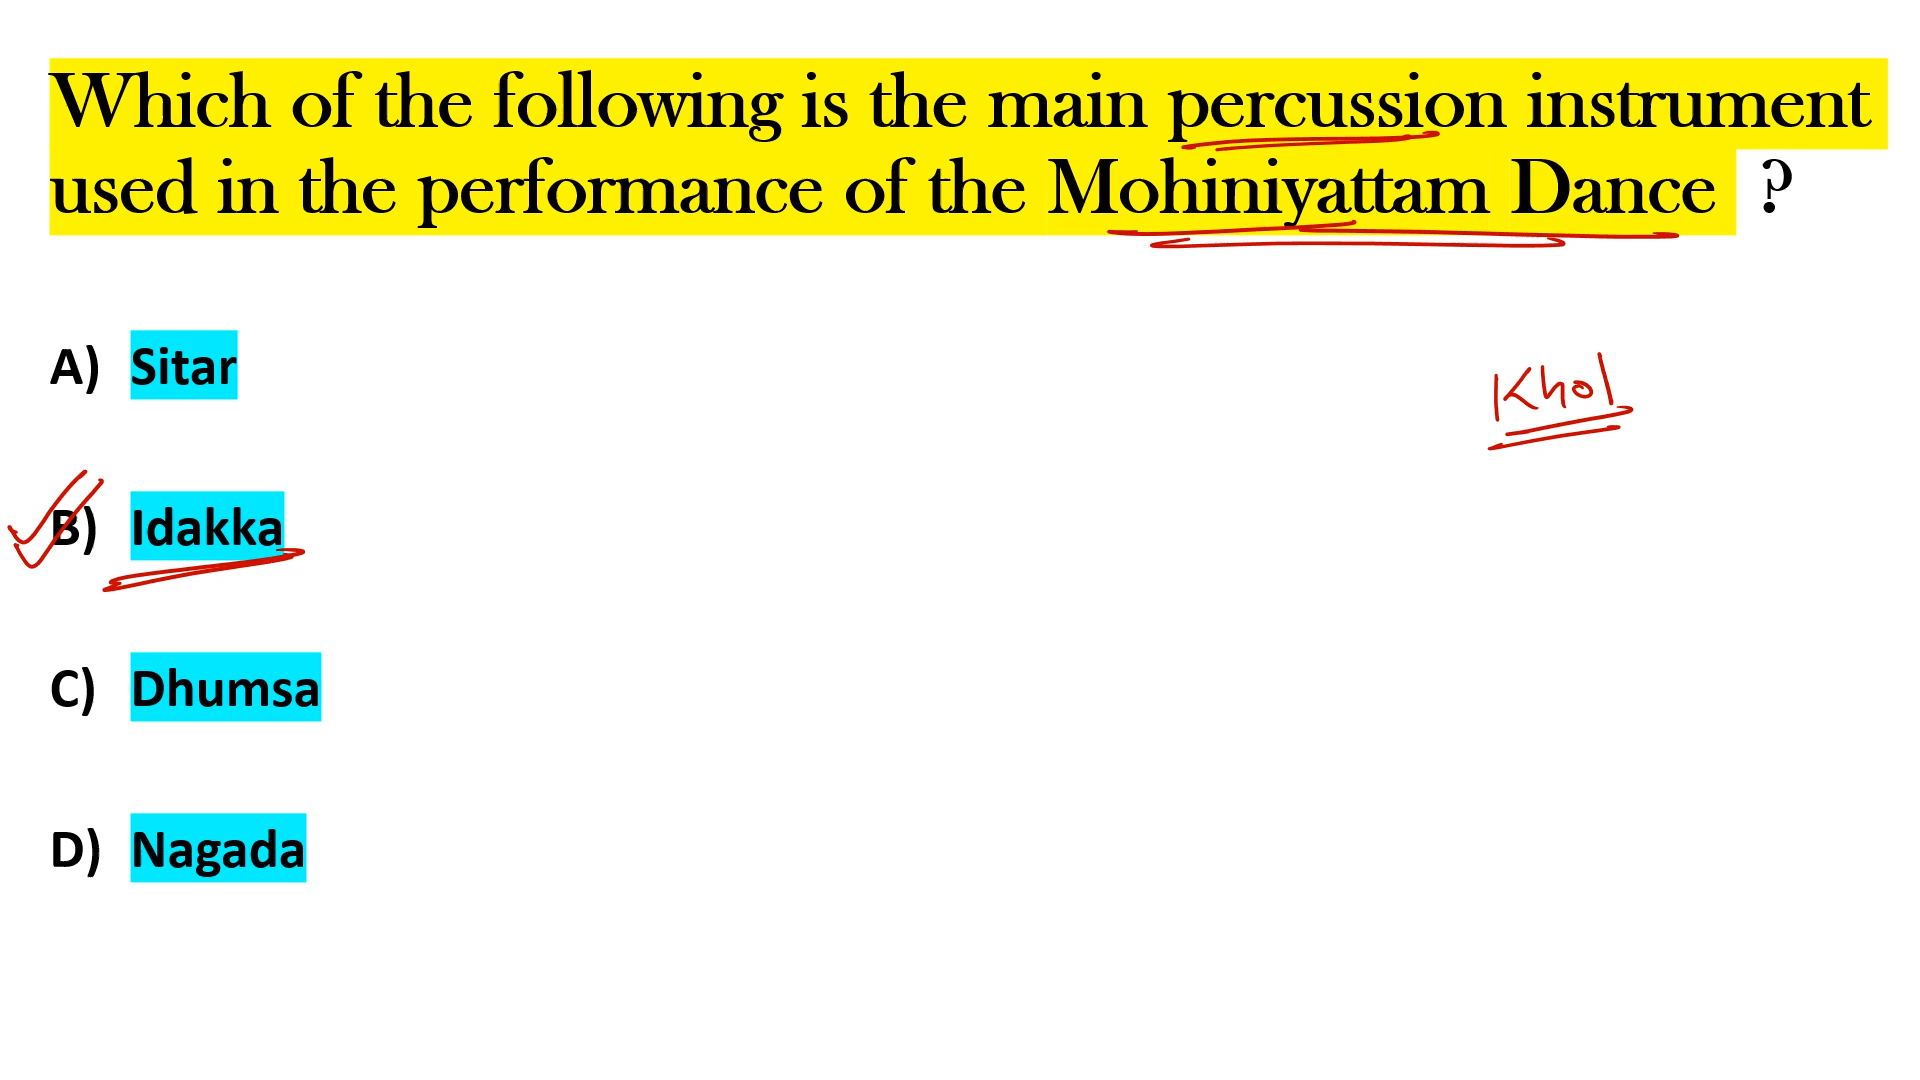 Which of the following is the main percussion instrument
used in the performance of the Mohiniyattam Dance ?
A) Sitar
Khol
B) Idakka
C) Dhumsa
D) Nagada